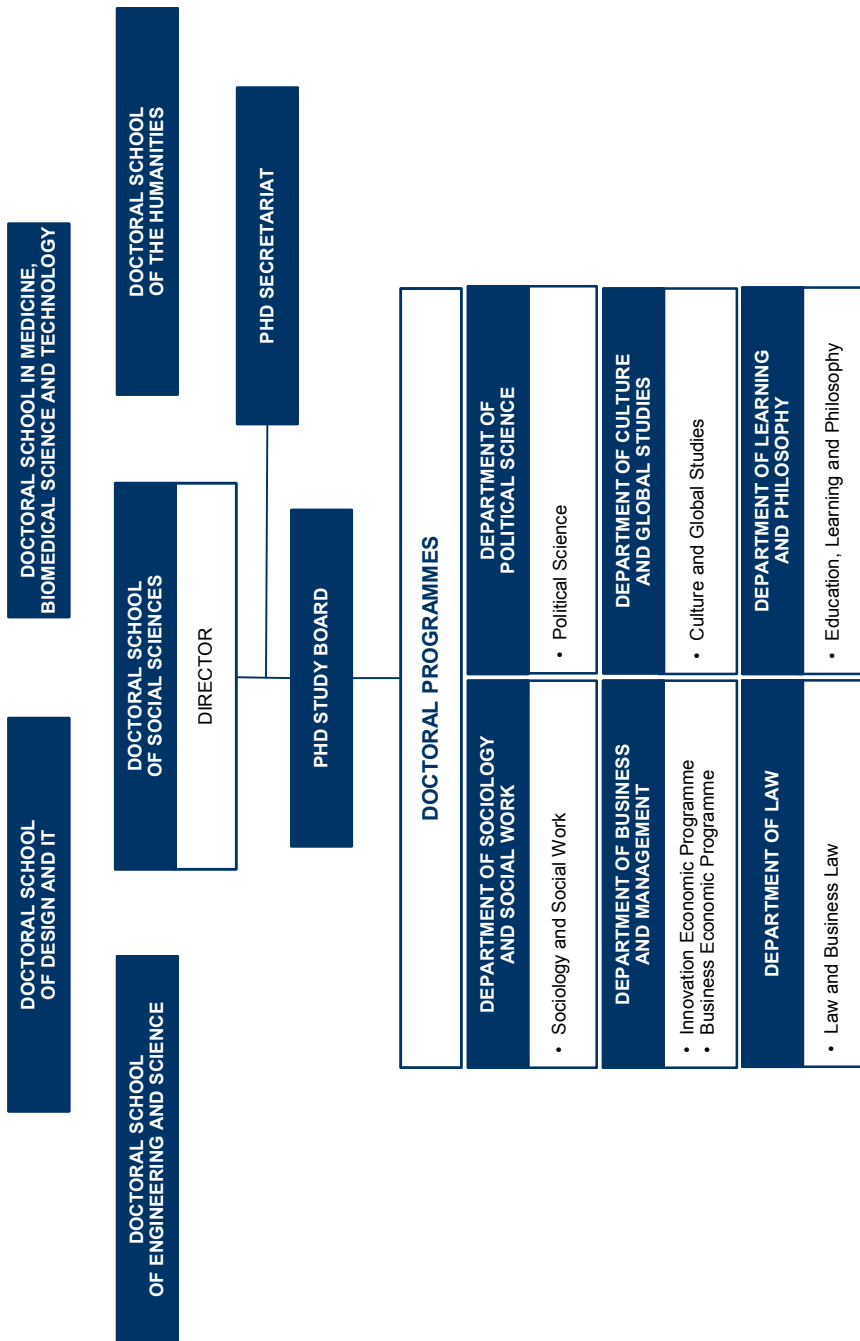 DOCTORAL SCHOOL
OF DESIGN AND IT
DOCTORAL SCHOOL IN MEDICINE,
BIOMEDICAL SCIENCE AND TECHNOLOGY
DOCTORAL SCHOOL
OF ENGINEERING AND SCIENCE
DOCTORAL SCHOOL
OF SOCIAL SCIENCES
DIRECTOR
DOCTORAL SCHOOL
OF THE HUMANITIES
PHD SECRETARIAT
PHD STUDY BOARD
DOCTORAL PROGRAMMES
DEPARTMENT OF SOCIOLOGY
AND SOCIAL WORK
• Sociology and Social Work
DEPARTMENT OF
POLITICAL SCIENCE
• Political Science
DEPARTMENT OF BUSINESS
AND MANAGEMENT
• Innovation Economic Programme
• Business Economic Programme
DEPARTMENT OF CULTURE
AND GLOBAL STUDIES
• Culture and Global Studies
DEPARTMENT OF LAW
• Law and Business Law
DEPARTMENT OF LEARNING
AND PHILOSOPHY
• Education, Learning and Philosophy